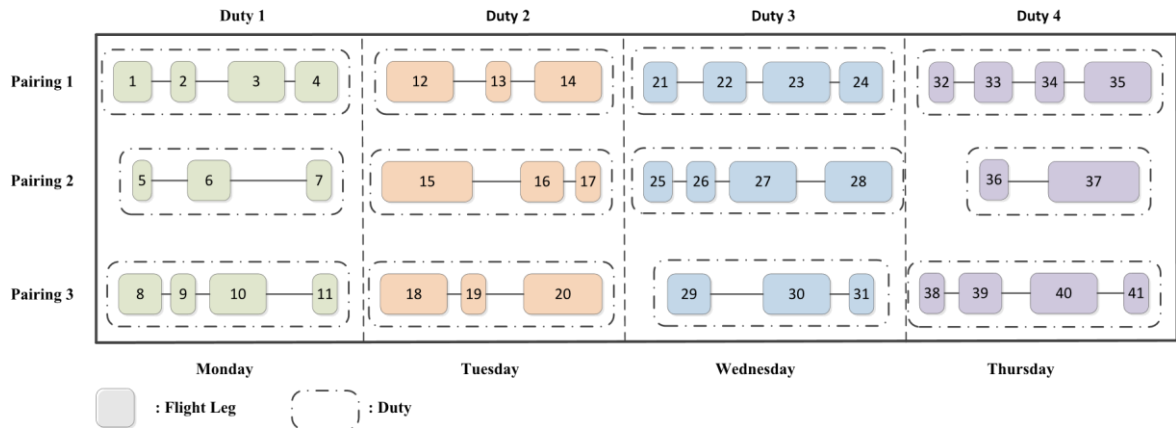 Duty 1 Duty 2 Duty 3 Duty 4
Pairing 1 1 2 3 4 12 13 14 21 22 23 24 32 33 34 35
Pairing 2 5 6 7 15 16 17 25 26 27 28 36 37
Pairing 3 8 9 10 11 18 19 20 29 30 31 38 39 40 41
Monday Tuesday Wednesday Thursday
: Flight Leg : Duty